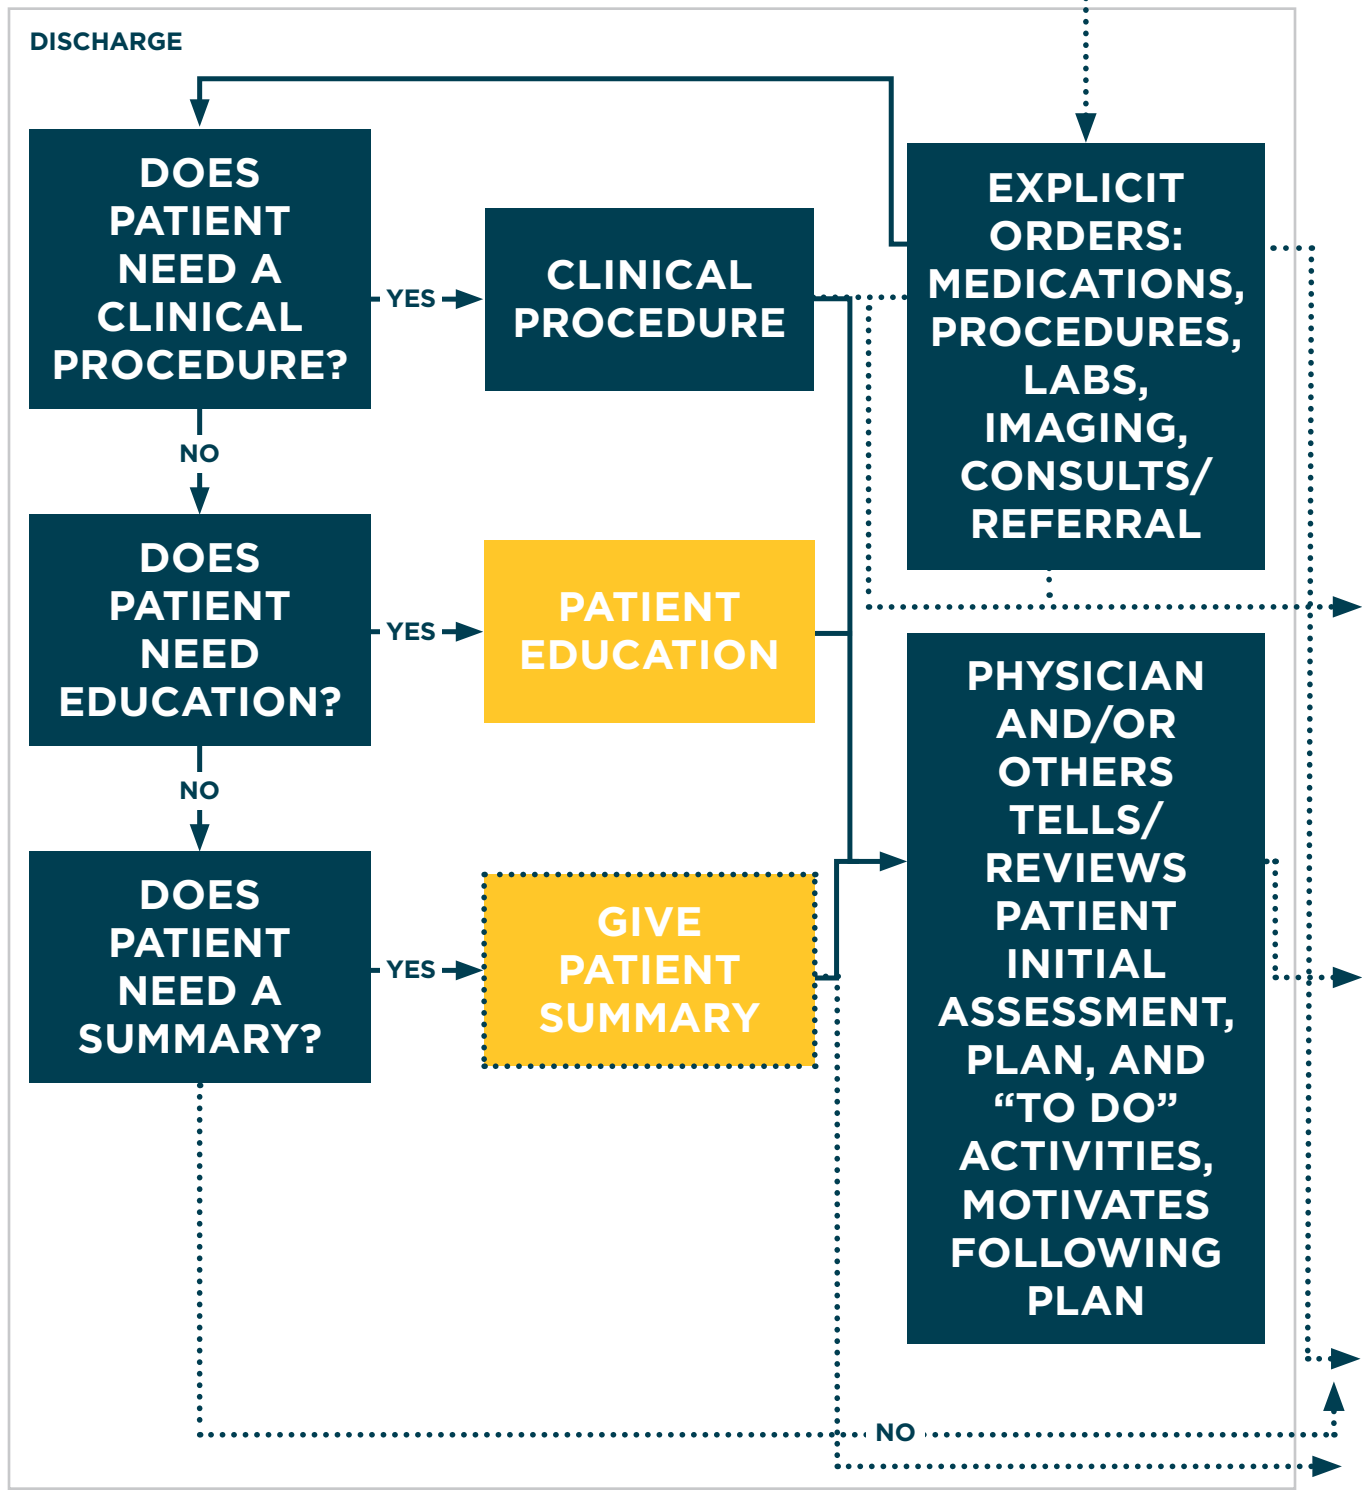 DISCHARGE
DOES
PATIENT
NEED A
CLINICAL
PROCEDURE?
YES
CLINICAL
PROCEDURE
EXPLICIT
ORDERS:
MEDICATIONS,
PROCEDURES,
LABS,
IMAGING,
CONSULTS/
REFERRAL
NO
DOES
PATIENT
NEED
EDUCATION?
YES
PATIENT
EDUCATION
PHYSICIAN
AND/OR
OTHERS
TELLS/
REVIEWS
PATIENT
INITIAL
ASSESSMENT,
PLAN, AND
“TO DO”
ACTIVITIES,
MOTIVATES
FOLLOWING
PLAN
NO
DOES
PATIENT
NEED A
SUMMARY?
YES
GIVE
PATIENT
SUMMARY
NO